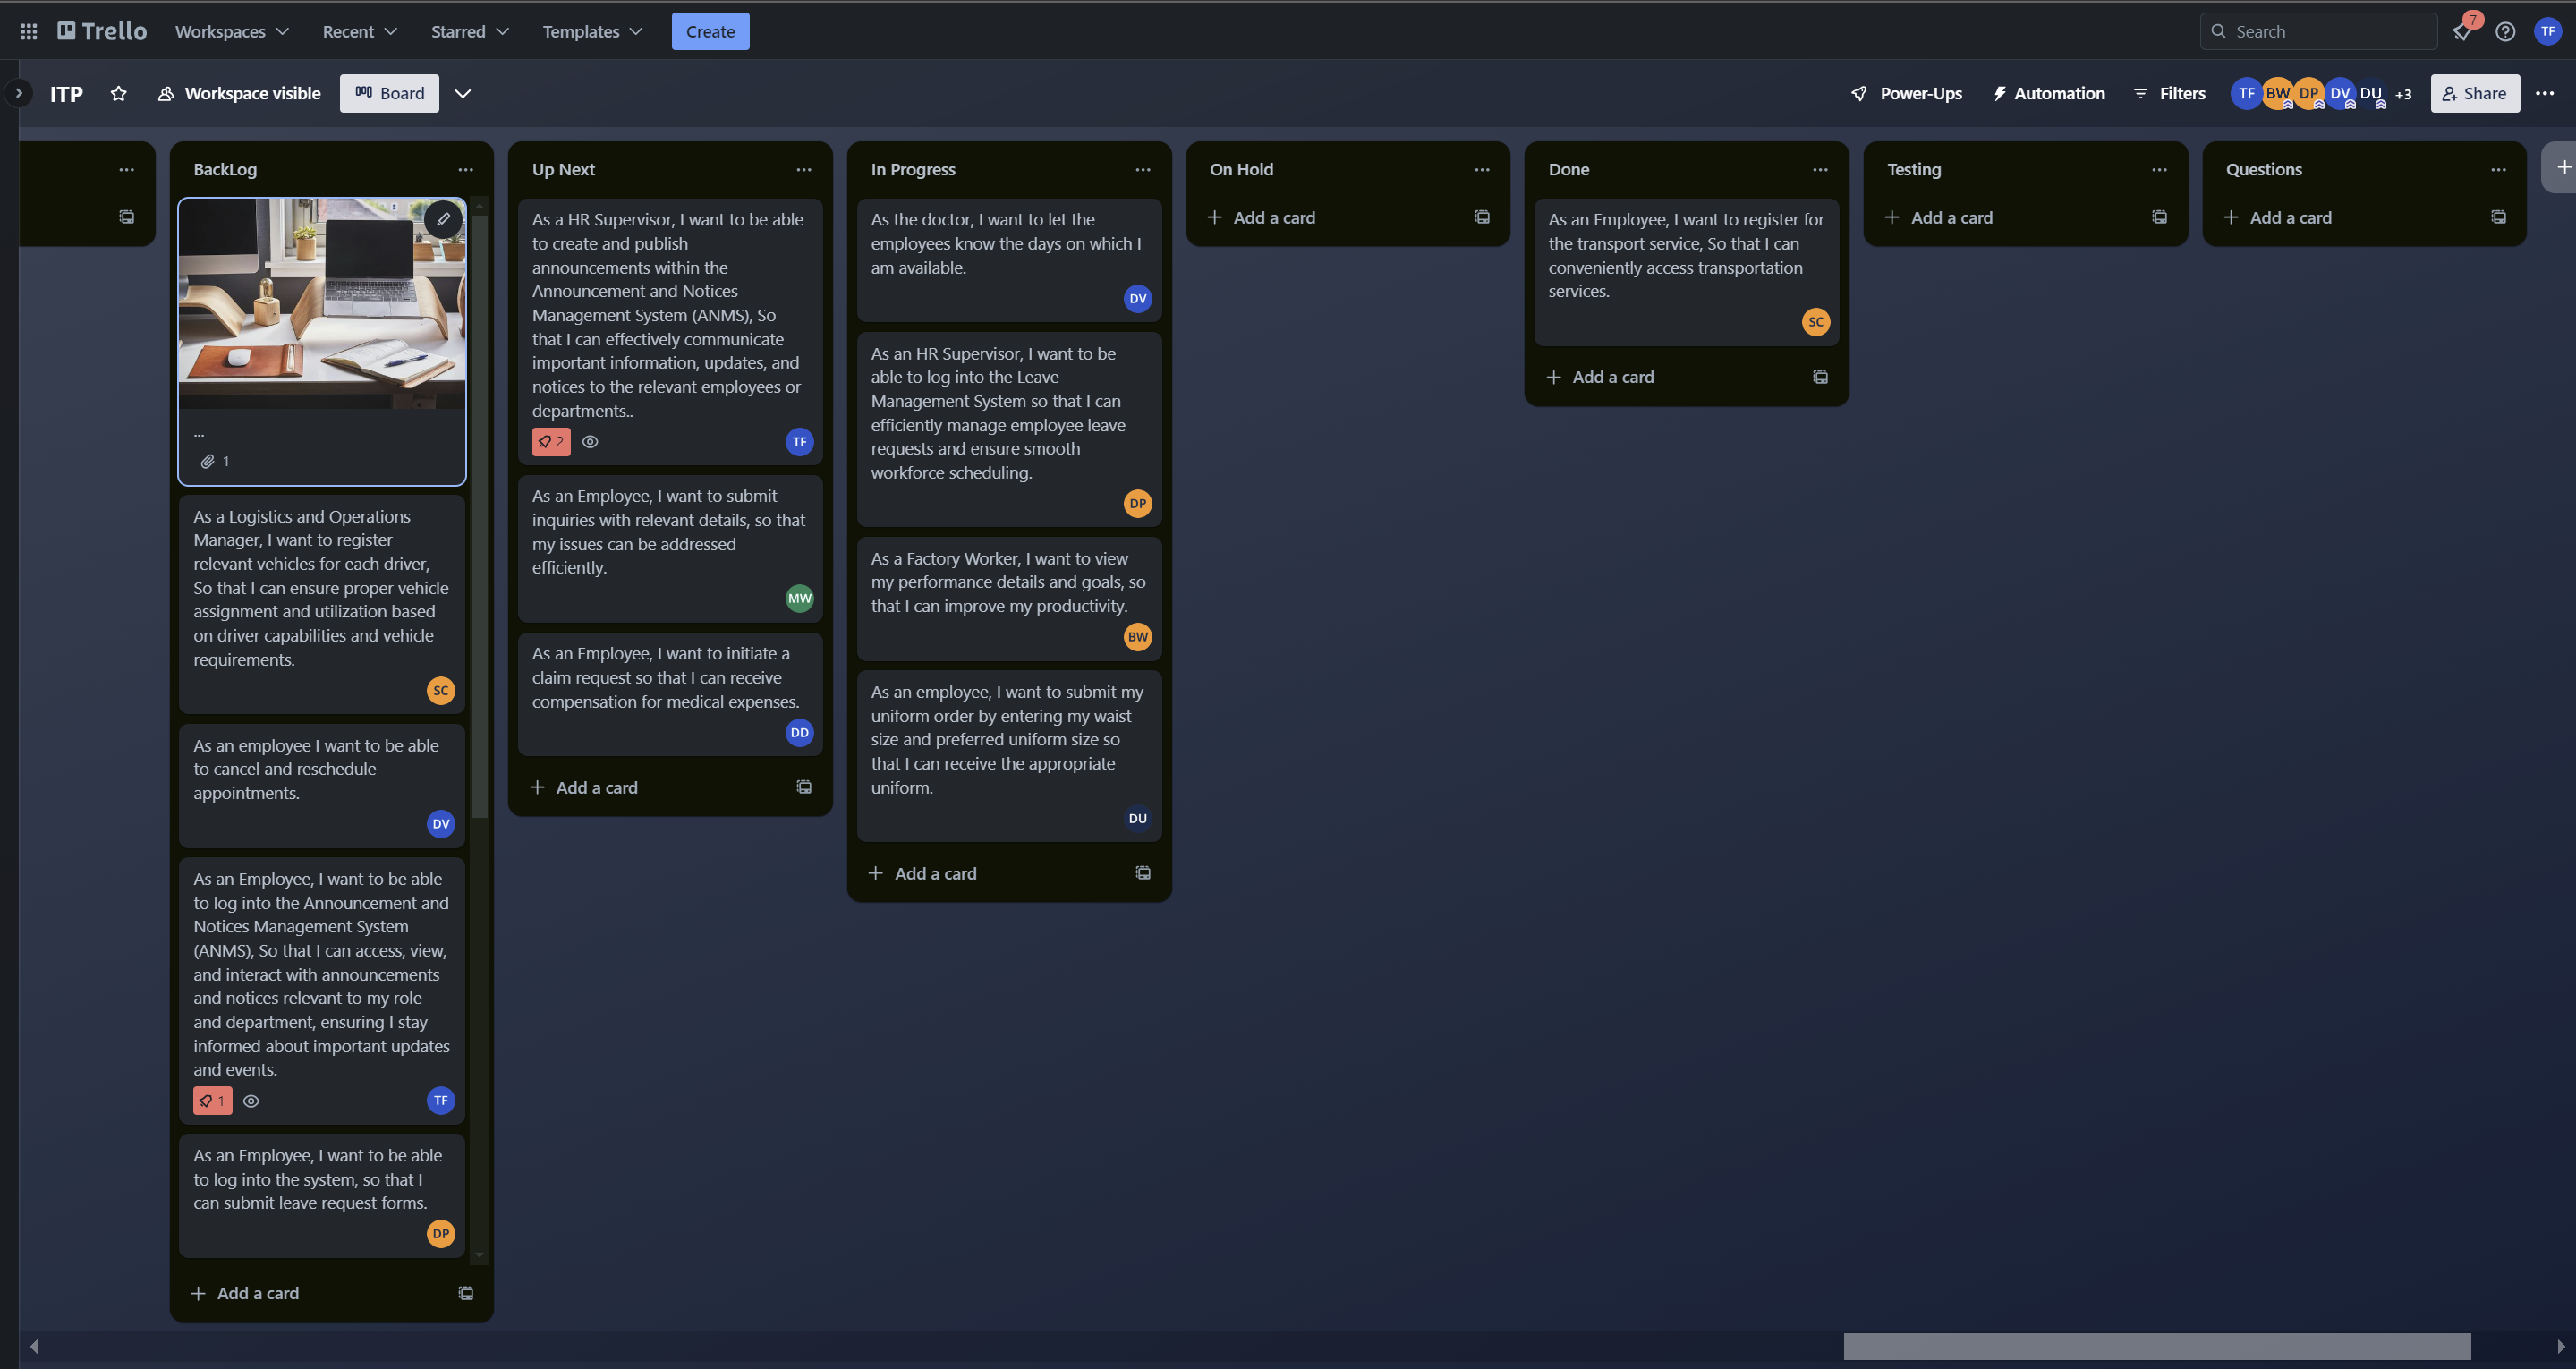 Trello
Workspaces
Recent
Starred
Templates
Create
Search
7
TF
ITP
Workspace visible
Board
Power-Ups
Automation
Filters
TF
BW
DP
DV
DU
+3
Share
BackLog
...
1
As a Logistics and Operations
Manager, I want to register
relevant vehicles for each driver,
So that I can ensure proper vehicle
assignment and utilization based
on driver capabilities and vehicle
requirements.
SC
As an employee I want to be able
to cancel and reschedule
appointments.
DV
As an Employee, I want to be able
to log into the Announcement and
Notices Management System
(ANMS), So that I can access, view,
and interact with announcements
and notices relevant to my role
and department, ensuring I stay
informed about important updates
and events.
1
TF
As an Employee, I want to be able
to log into the system, so that I
can submit leave request forms.
DP
Add a card
Up Next
As a HR Supervisor, I want to be able
to create and publish
announcements within the
Announcement and Notices
Management System (ANMS), So
that I can effectively communicate
important information, updates, and
notices to the relevant employees or
departments..
2
TF
As an Employee, I want to submit
inquiries with relevant details, so that
my issues can be addressed
efficiently.
MW
As an Employee, I want to initiate a
claim request so that I can receive
compensation for medical expenses.
DD
Add a card
In Progress
As the doctor, I want to let the
employees know the days on which I
am available.
DV
As an HR Supervisor, I want to be
able to log into the Leave
Management System so that I can
efficiently manage employee leave
requests and ensure smooth
workforce scheduling.
DP
As a Factory Worker, I want to view
my performance details and goals, so
that I can improve my productivity.
BW
As an employee, I want to submit my
uniform order by entering my waist
size and preferred uniform size so
that I can receive the appropriate
uniform.
DU
Add a card
On Hold
Add a card
Done
As an Employee, I want to register for
the transport service, So that I can
conveniently access transportation
services.
SC
Add a card
Testing
Add a card
Questions
Add a card